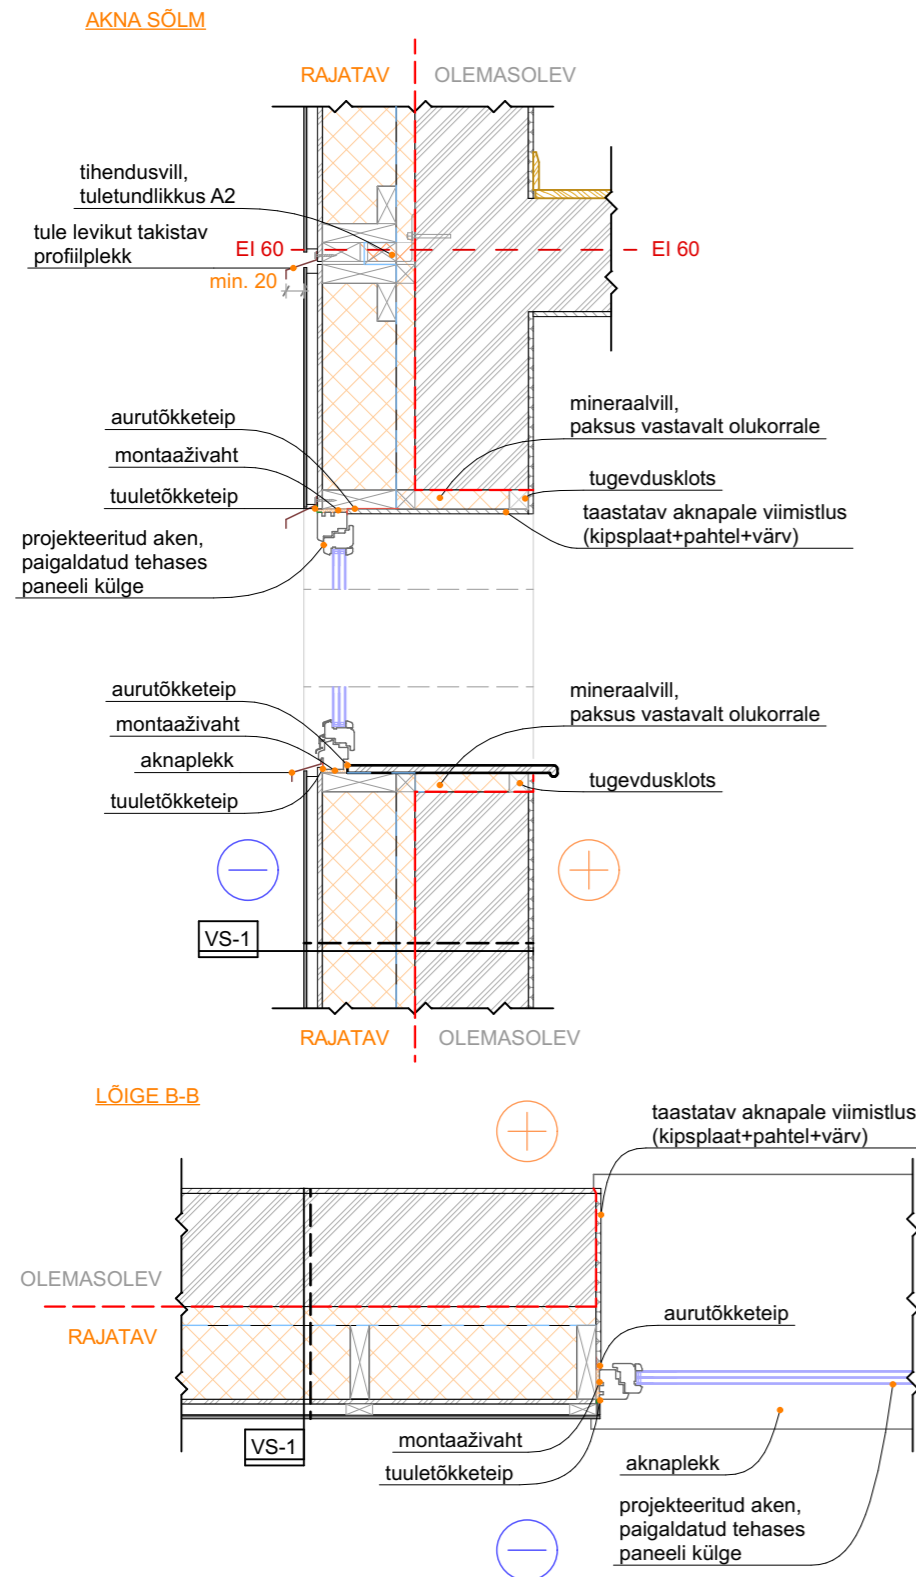 AKNA SÕLM
RAJATAV
OLEMASOLEV
tihendusvill,
tuletundlikkus A2
tule levikut takistav
profiilplekk
EI 60
EI 60
min. 20
aurutõkketeip
montaaživaht
tuuletõkketeip
projekteeritud aken,
paigaldatud tehases
paneeli külge
mineraalvill,
paksus vastavalt olukorrale
tugevdusklots
taastatav aknapale viimistlus
(kipsplaat+pahtel+värv)
aurutõkketeip
montaaživaht
aknaplekk
tuuletõkketeip
mineraalvill,
paksus vastavalt olukorrale
tugevdusklots
VS-1
RAJATAV
OLEMASOLEV
LÕIGE B-B
taastatav aknapale viimistlus
(kipsplaat+pahtel+värv)
OLEMASOLEV
RAJATAV
aurutõkketeip
VS-1
montaaživaht
tuuletõkketeip
aknaplekk
projekteeritud aken,
paigaldatud tehases
paneeli külge